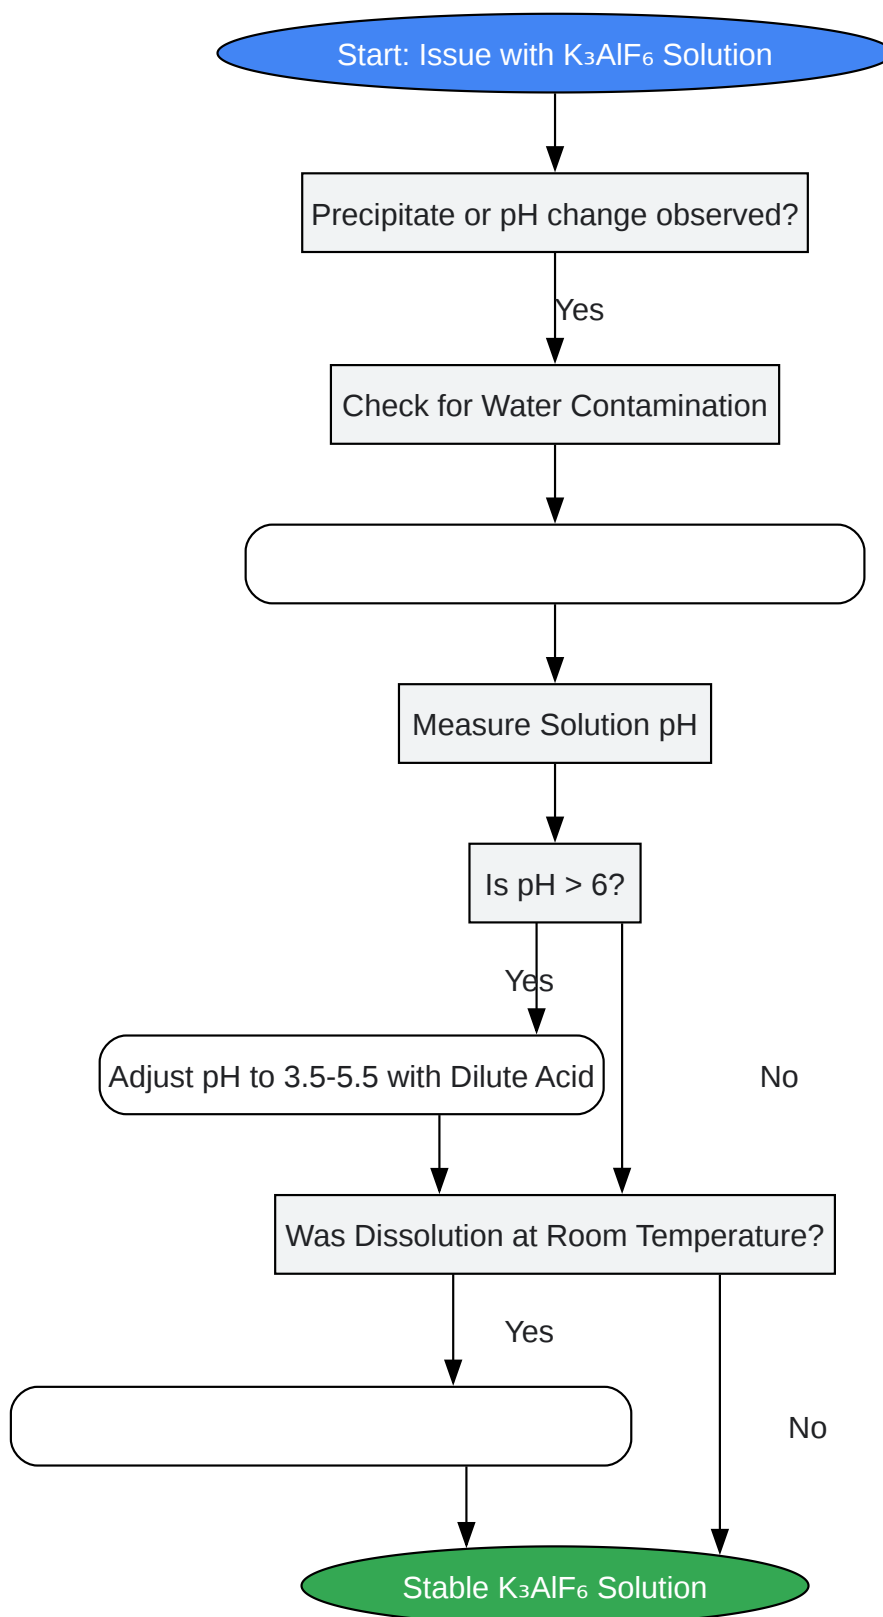 Start: Issue with K₃AlF₆ Solution
Precipitate or pH change observed?
Yes
Check for Water Contamination
Measure Solution pH
Is pH > 6?
Yes
Adjust pH to 3.5-5.5 with Dilute Acid
No
Was Dissolution at Room Temperature?
Yes
No
Stable K₃AlF₆ Solution